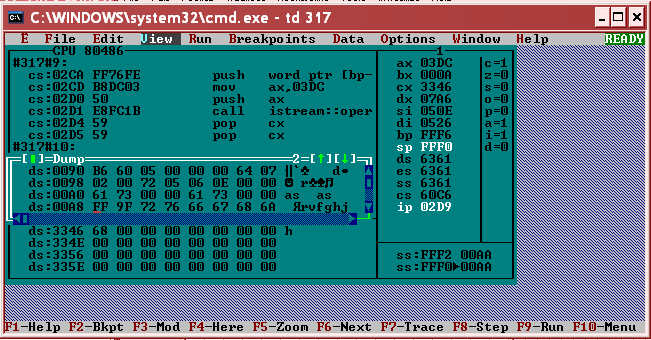 C:\WINDOWS\system32\cmd.exe - td 317
Ë File Edit View Run Breakpoints Data Options Window Help READY
CPU 80486 1
#317#9:
cs:02CA FF76FE push word ptr [bp-
cs:02CD B8DC03 mov ax,03DC
cs:02D0 50 push ax
cs:02D1 E8FC1B call istream::oper
cs:02D4 59 pop cx
cs:02D5 59 pop cx
#317#10:
ax 03DC c=1
bx 000A z=0
cx 3346 s=0
dx 07A6 o=0
si 050E p=0
di 0526 a=1
bp FFF6 i=1
sp FFF0 d=0
ds 6361
es 6361
ss 6361
cs 60C6
ip 02D9
[▮]=Dump 2=[↑][↓]
ds:0090 B6 60 05 00 00 00 64 07 ╢`♣ d•
ds:0098 02 00 72 05 06 0E 00 00 ☻ r♣♠♫
ds:00A0 61 73 00 00 61 73 00 00 as as
ds:00A8 FF 9F 72 76 66 67 68 6A Яrvfghj
ds:3346 68 00 00 00 00 00 00 00 h
ds:334E 00 00 00 00 00 00 00 00
ds:3356 00 00 00 00 00 00 00 00
ds:335E 00 00 00 00 00 00 00 00
ss:FFF2 00AA
ss:FFF0►00AA
F1-Help F2-Bkpt F3-Mod F4-Here F5-Zoom F6-Next F7-Trace F8-Step F9-Run F10-Menu